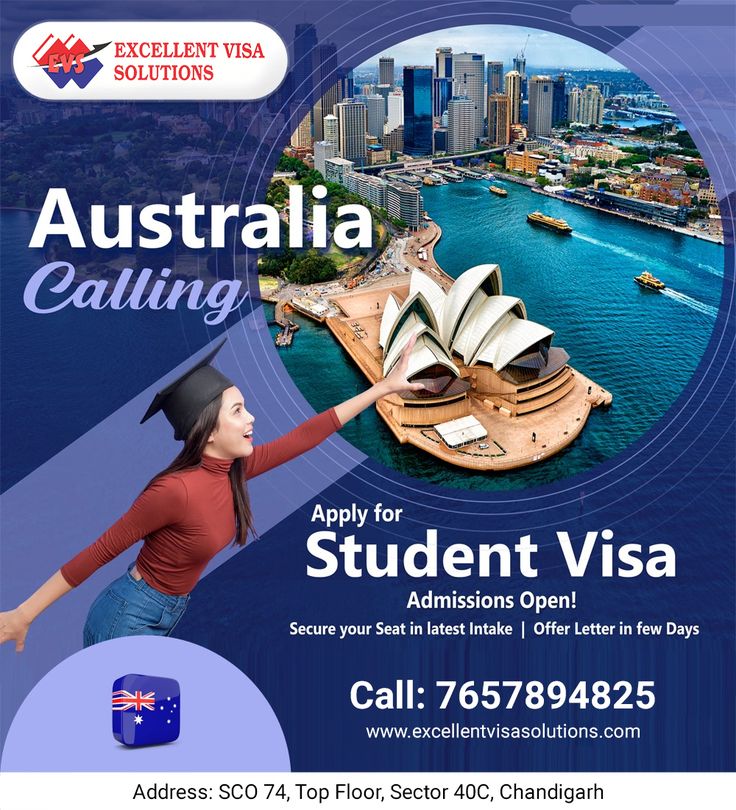 EVS
EXCELLENT VISA
SOLUTIONS
Australia
Calling
Apply for
Student Visa
Admissions Open!
Secure your Seat in latest Intake | Offer Letter in few Days
Call: 7657894825
www.excellentvisasolutions.com
Address: SCO 74, Top Floor, Sector 40C, Chandigarh